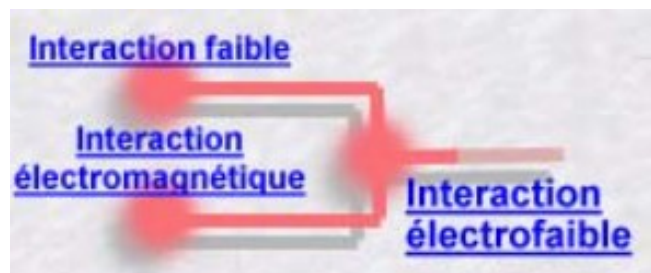 Interaction faible
Interaction
électromagnétique
Interaction
électrofaible